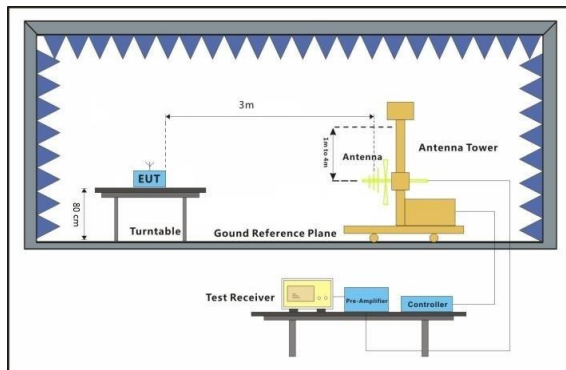 3m
1m to 4m
Antenna
Antenna Tower
EUT
80 cm
Turntable
Gound Reference Plane
Test Receiver
Pre-Amplifier
Controller